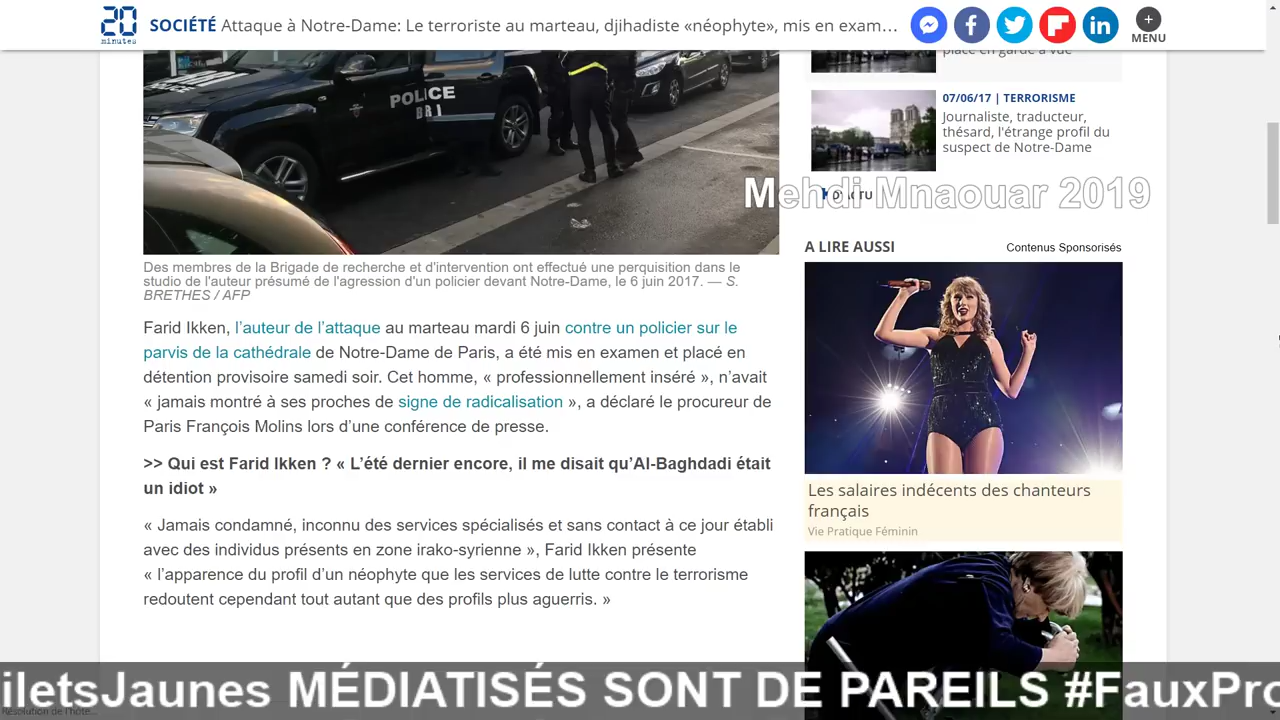 20
minutes
SOCIÉTÉ Attaque à Notre-Dame: Le terroriste au marteau, djihadiste «néophyte», mis en exam…
MENU
POLICE
BRI
Des membres de la Brigade de recherche et d'intervention ont effectué une perquisition dans le
studio de l'auteur présumé de l'agression d'un policier devant Notre-Dame, le 6 juin 2017. — S.
BRETHES / AFP
Farid Ikken, l’auteur de l’attaque au marteau mardi 6 juin contre un policier sur le
parvis de la cathédrale de Notre-Dame de Paris, a été mis en examen et placé en
détention provisoire samedi soir. Cet homme, « professionnellement inséré », n’avait
« jamais montré à ses proches de signe de radicalisation », a déclaré le procureur de
Paris François Molins lors d’une conférence de presse.
>> Qui est Farid Ikken ? « L’été dernier encore, il me disait qu’Al-Baghdadi était
un idiot »
« Jamais condamné, inconnu des services spécialisés et sans contact à ce jour établi
avec des individus présents en zone irako-syrienne », Farid Ikken présente
« l’apparence du profil d’un néophyte que les services de lutte contre le terrorisme
redoutent cependant tout autant que des profils plus aguerris. »
placé en garde à vue
07/06/17 | TERRORISME
Journaliste, traducteur,
thésard, l'étrange profil du
suspect de Notre-Dame
Mehdi Mnaouar 2019
D'ACTU
A LIRE AUSSI
Contenus Sponsorisés
Les salaires indécents des chanteurs
français
Vie Pratique Féminin
iletsJaunes MÉDIATISÉS SONT DE PAREILS #FauxPro
Résolution de l'hôte...